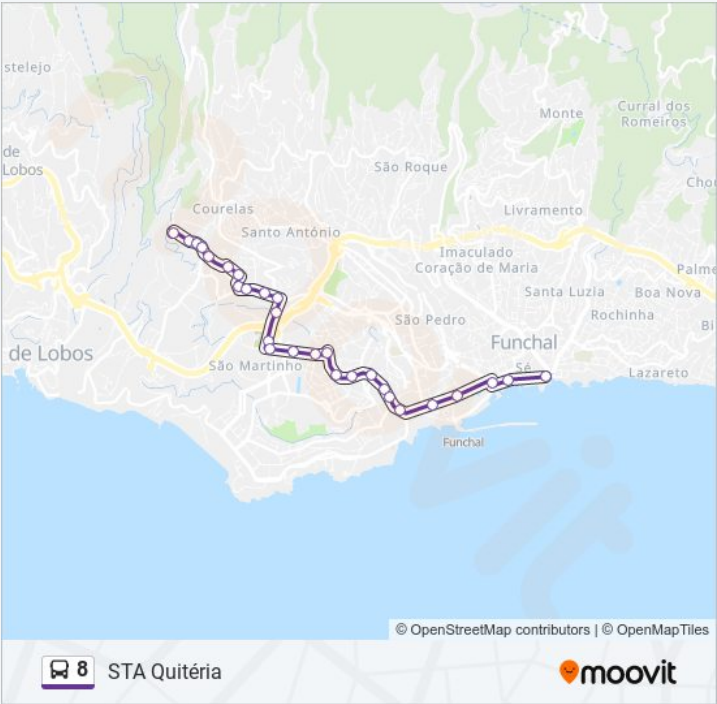 stelejo
Monte
Curral dos
Romeiros
de
Lobos
São Roque
Cho
Courelas
Livramento
Santo António
Imaculado
Coração de Maria
Palme
Santa Luzia
Boa Nova
Rochinha
São Pedro
Bi
Funchal
de Lobos
São Martinho
Sé
Lazareto
Funchal
© OpenStreetMap contributors | © OpenMapTiles
8 STA Quitéria
moovit